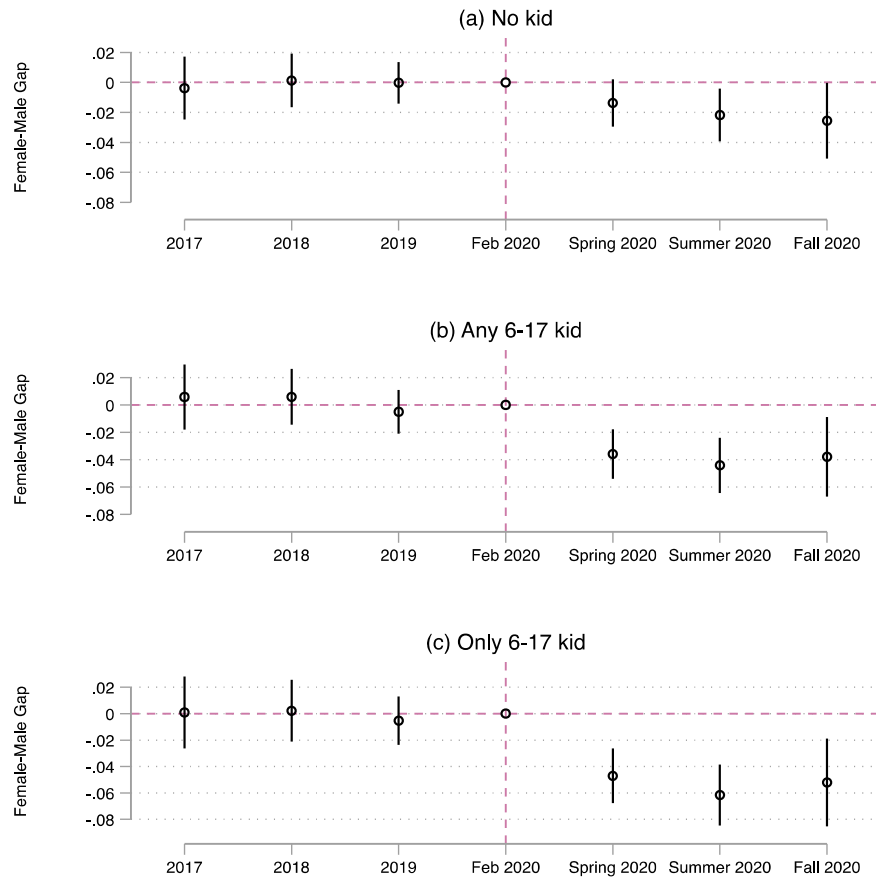 (a) No kid
Female-Male Gap
.02
0
-.02
-.04
-.06
-.08
2017 2018 2019 Feb 2020 Spring 2020 Summer 2020 Fall 2020
(b) Any 6-17 kid
Female-Male Gap
.02
0
-.02
-.04
-.06
-.08
2017 2018 2019 Feb 2020 Spring 2020 Summer 2020 Fall 2020
(c) Only 6-17 kid
Female-Male Gap
.02
0
-.02
-.04
-.06
-.08
2017 2018 2019 Feb 2020 Spring 2020 Summer 2020 Fall 2020